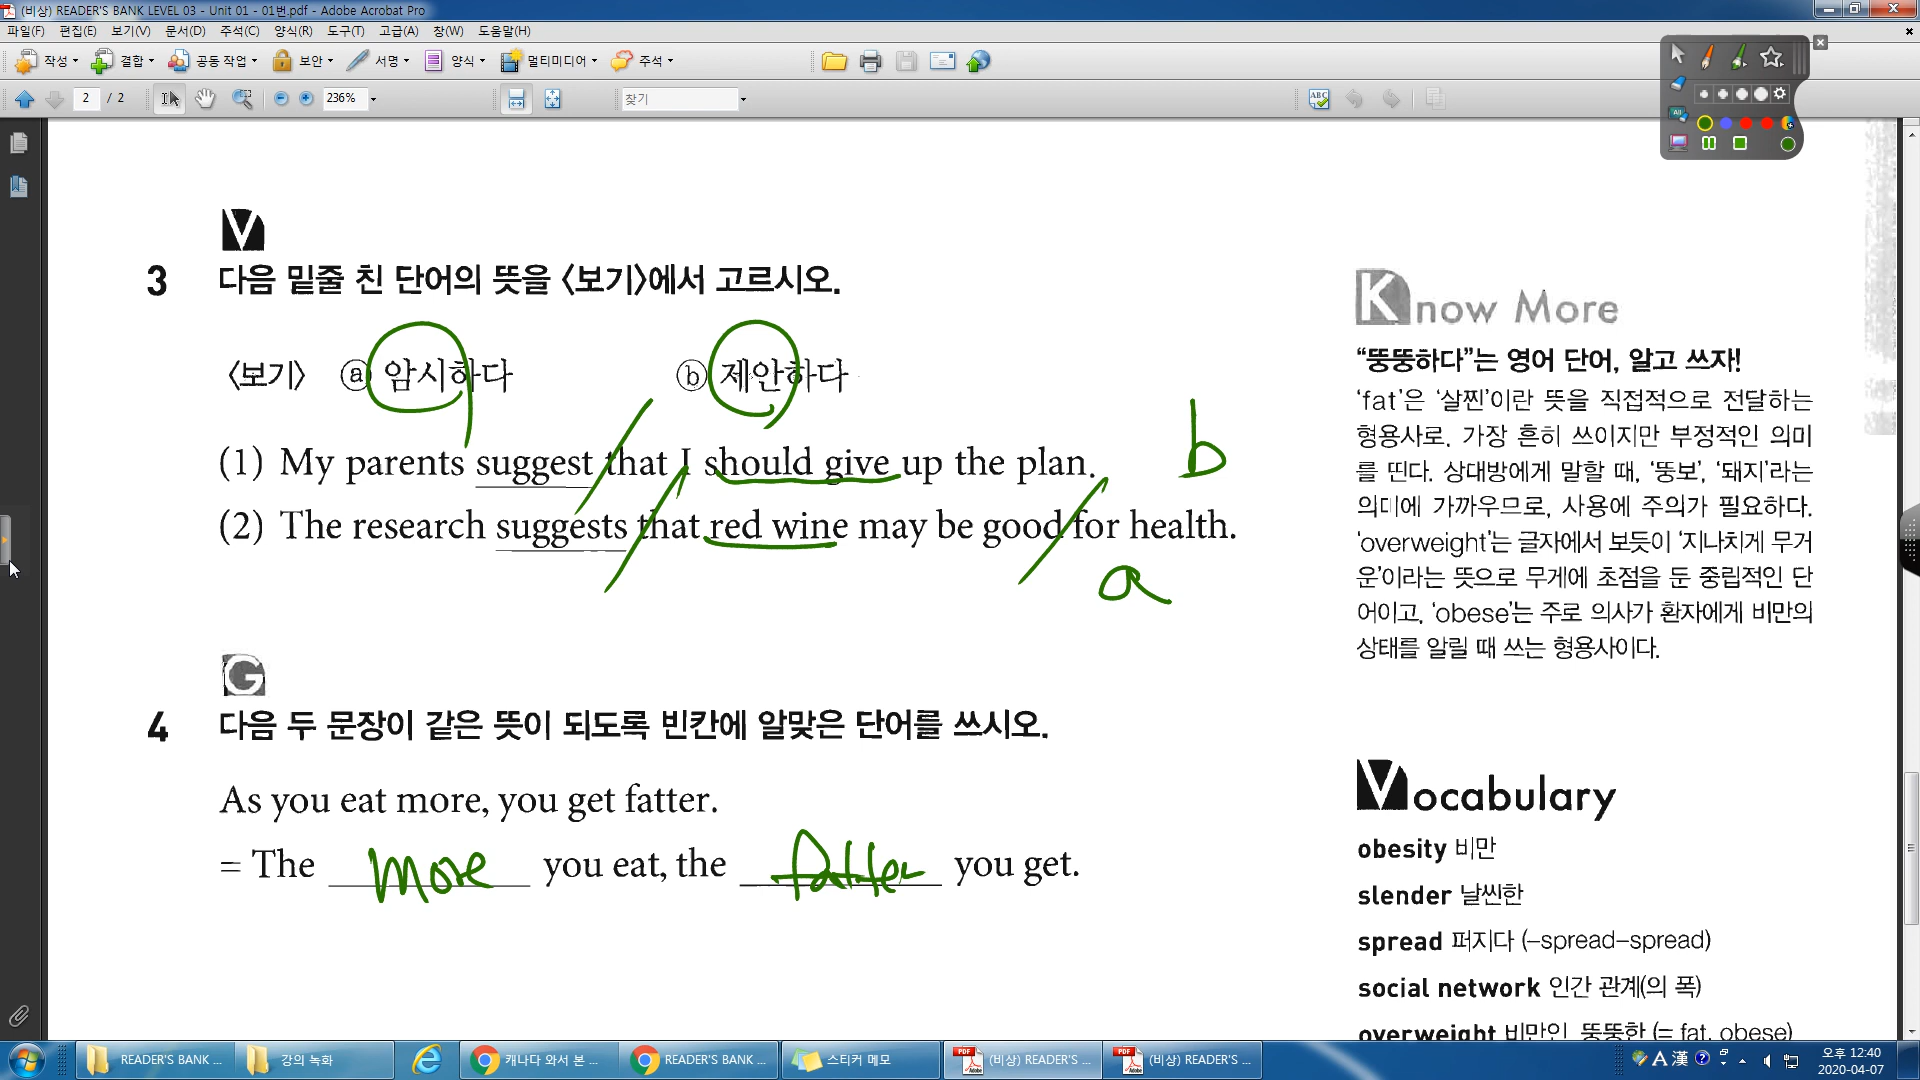 (비상) READER'S BANK LEVEL 03 - Unit 01 - 01번.pdf - Adobe Acrobat Pro
파일(F) 편집(E) 보기(V) 문서(D) 주석(C) 양식(R) 도구(T) 고급(A) 창(W) 도움말(H)
작성 결합 공동 작업 보안 서명 양식 멀티미디어 주석
2 / 2 236% 찾기
V
3 다음 밑줄 친 단어의 뜻을 〈보기〉에서 고르시오.
〈보기〉 ⓐ 암시하다 ⓑ 제안하다
(1) My parents suggest that I should give up the plan. b
(2) The research suggests that red wine may be good for health.
a
G
4 다음 두 문장이 같은 뜻이 되도록 빈칸에 알맞은 단어를 쓰시오.
As you eat more, you get fatter.
= The more you eat, the fatter you get.
Know More
“뚱뚱하다”는 영어 단어, 알고 쓰자!
‘fat’은 ‘살찐’이란 뜻을 직접적으로 전달하는
형용사로, 가장 흔히 쓰이지만 부정적인 의미
를 띤다. 상대방에게 말할 때, ‘뚱보’, ‘돼지’라는
의미에 가까우므로, 사용에 주의가 필요하다.
‘overweight’는 글자에서 보듯이 ‘지나치게 무거
운’이라는 뜻으로 무게에 초점을 둔 중립적인 단
어이고, ‘obese’는 주로 의사가 환자에게 비만의
상태를 알릴 때 쓰는 형용사이다.
Vocabulary
obesity 비만
slender 날씬한
spread 퍼지다 (–spread–spread)
social network 인간 관계(의 폭)
overweight 비만인, 뚱뚱한 (= fat, obese)
READER'S BANK ... 강의 녹화 캐나다 와서 본 ... READER'S BANK ... 스티커 메모 (비상) READER'S ... (비상) READER'S ... A 漢 오후 12:40
2020-04-07